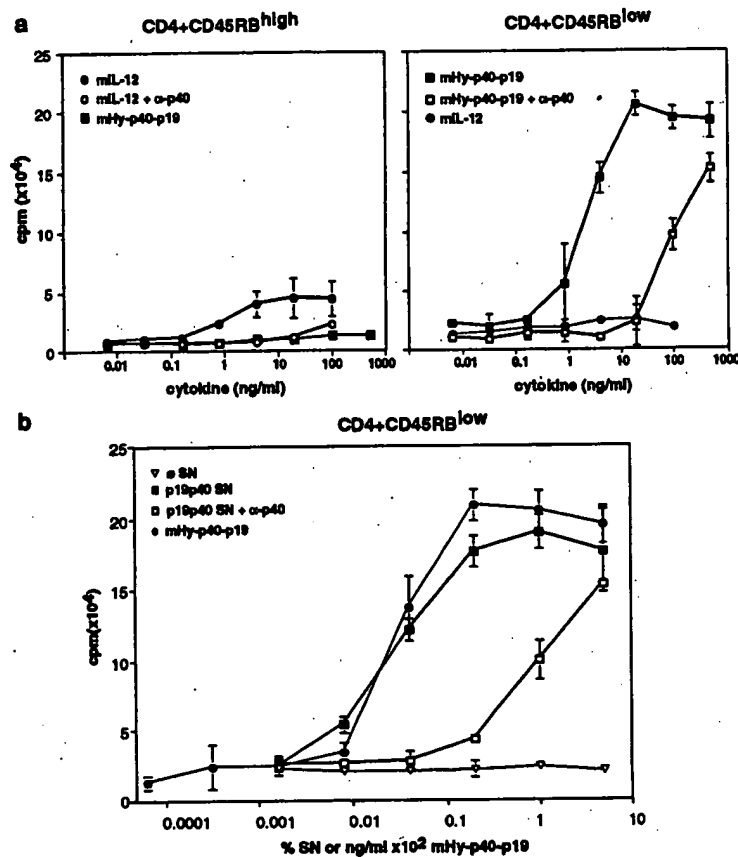 a
CD4+CD45RBhigh
CD4+CD45RBlow
25
20
15
10
5
0
cpm (x10⁴)
mIL-12
mIL-12 + α-p40
mHy-p40-p19
0.01 0.1 1 10 100 1000
cytokine (ng/ml)
mHy-p40-p19
mHy-p40-p19 + α-p40
mIL-12
0.01 0.1 1 10 100 1000
cytokine (ng/ml)
b
CD4+CD45RBlow
25
20
15
10
5
0
cpm(x10⁴)
ø SN
p19p40 SN
p19p40 SN + α-p40
mHy-p40-p19
0.0001 0.001 0.01 0.1 1 10
% SN or ng/ml x10² mHy-p40-p19